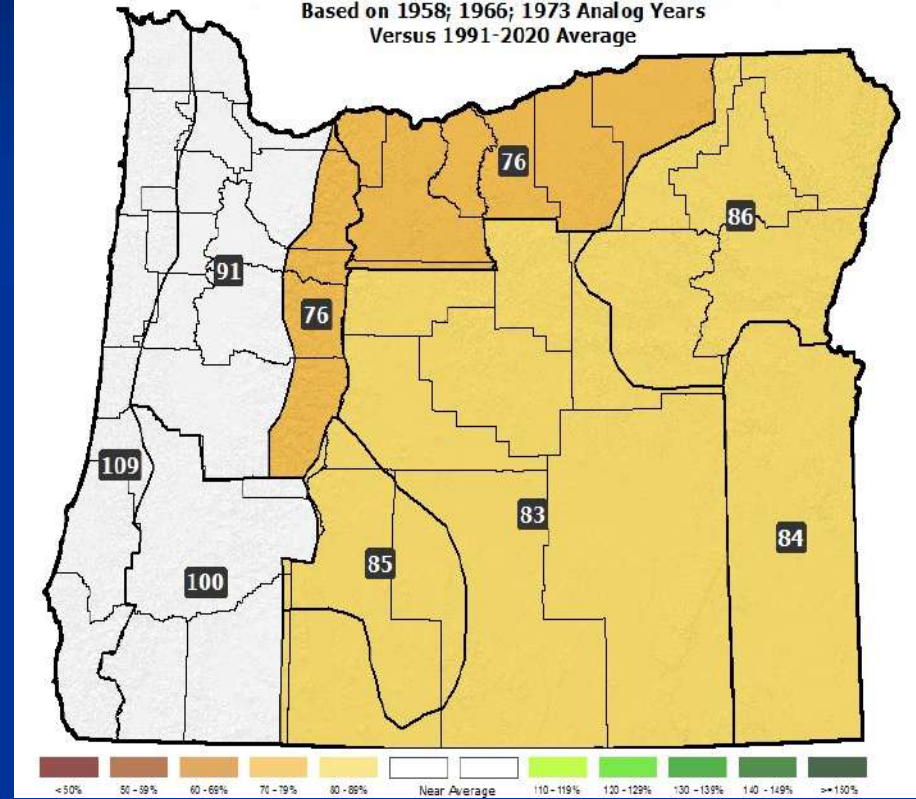 Based on 1958; 1966; 1973 Analog Years
Versus 1991-2020 Average
76
86
91
76
109
83
84
85
100
<50%
50 - 59%
60 - 69%
70 - 79%
80 - 89%
Near Average
110 - 119%
120 - 129%
130 - 139%
140 - 149%
>= 150%